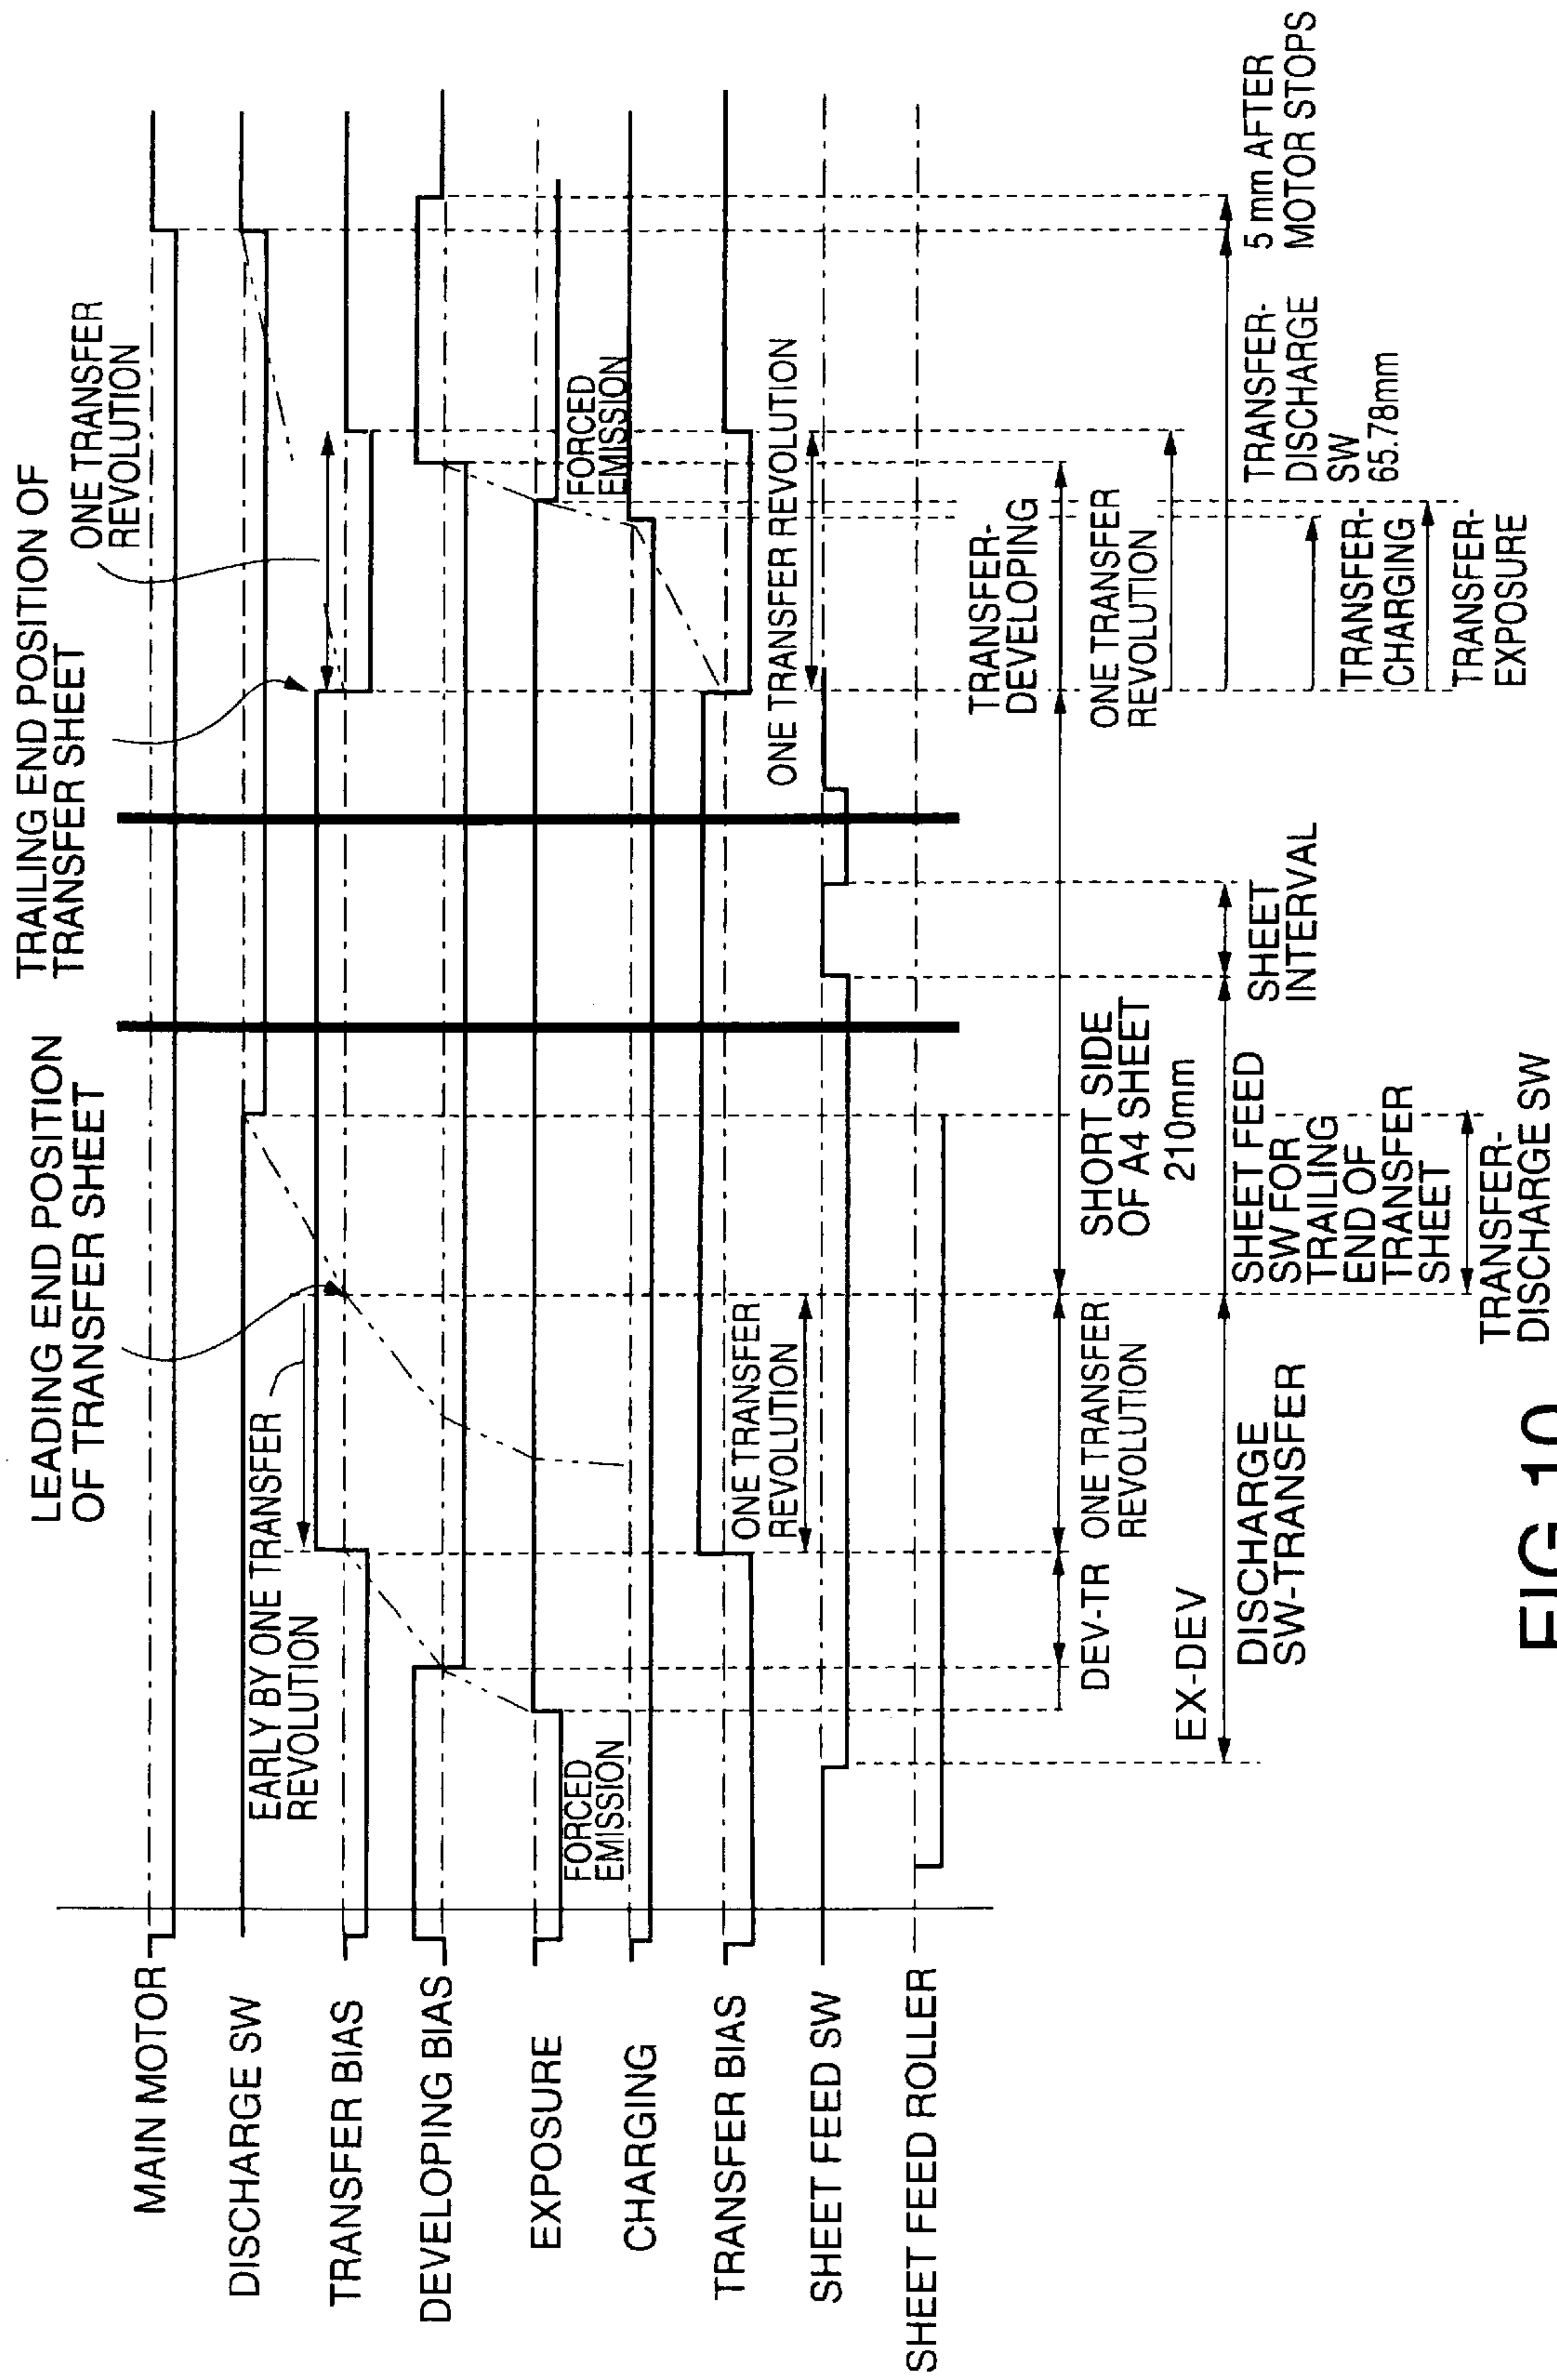 LEADING END POSITION
OF TRANSFER SHEET
TRAILING END POSITION OF
TRANSFER SHEET
ONE TRANSFER
REVOLUTION
MAIN MOTOR
DISCHARGE SW
EARLY BY ONE TRANSFER
REVOLUTION
TRANSFER BIAS
DEVELOPING BIAS
EXPOSURE
FORCED
EMISSION
FORCED
EMISSION
CHARGING
TRANSFER BIAS
ONE TRANSFER
REVOLUTION
ONE TRANSFER REVOLUTION
SHEET FEED SW
SHEET FEED ROLLER
TRANSFER-
DEVELOPING
DEV-TR
ONE TRANSFER
REVOLUTION
SHORT SIDE
OF A4 SHEET
210mm
ONE TRANSFER
REVOLUTION
EX-DEV
DISCHARGE
SW-TRANSFER
SHEET FEED
SW FOR
TRAILING
END OF
TRANSFER
SHEET
SHEET
INTERVAL
TRANSFER-
DISCHARGE
SW
65.78mm
5 mm AFTER
MOTOR STOPS
TRANSFER-
CHARGING
TRANSFER-
EXPOSURE
TRANSFER-
DISCHARGE SW